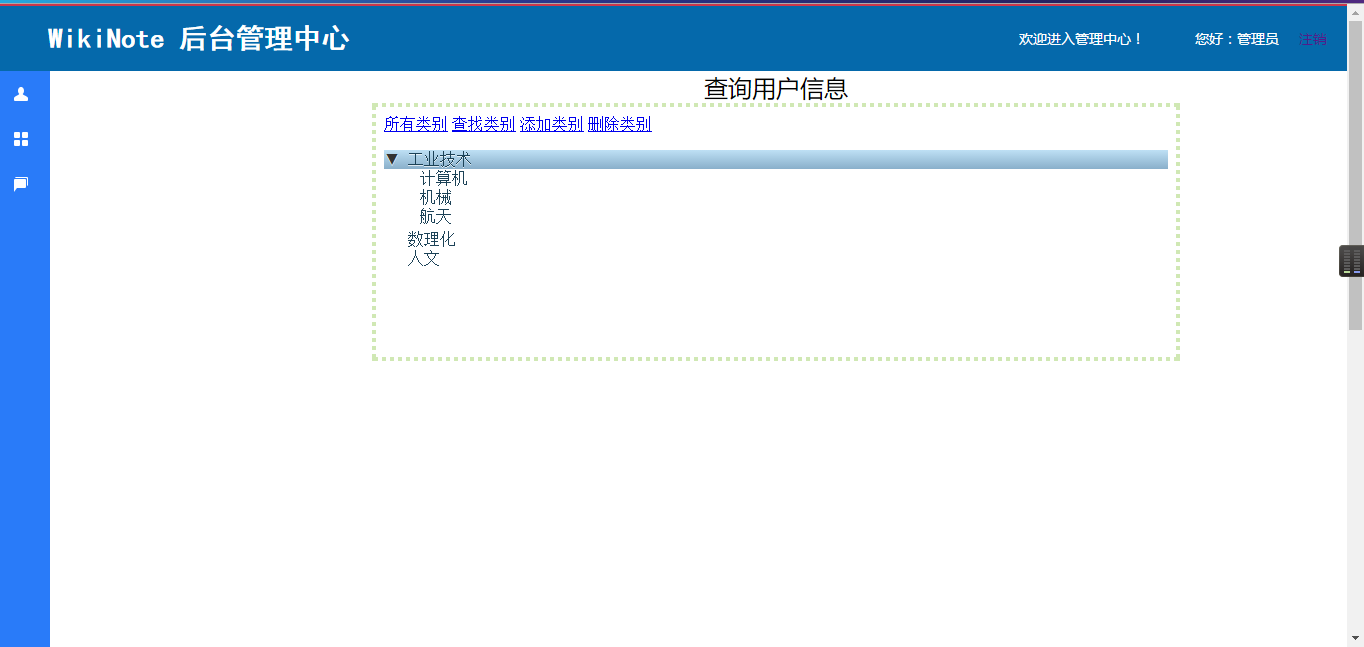 WikiNote 后台管理中心
欢迎进入管理中心！ 您好：管理员 注销
查询用户信息
所有类别 查找类别 添加类别 删除类别
▼ 工业技术
计算机
机械
航天
数理化
人文